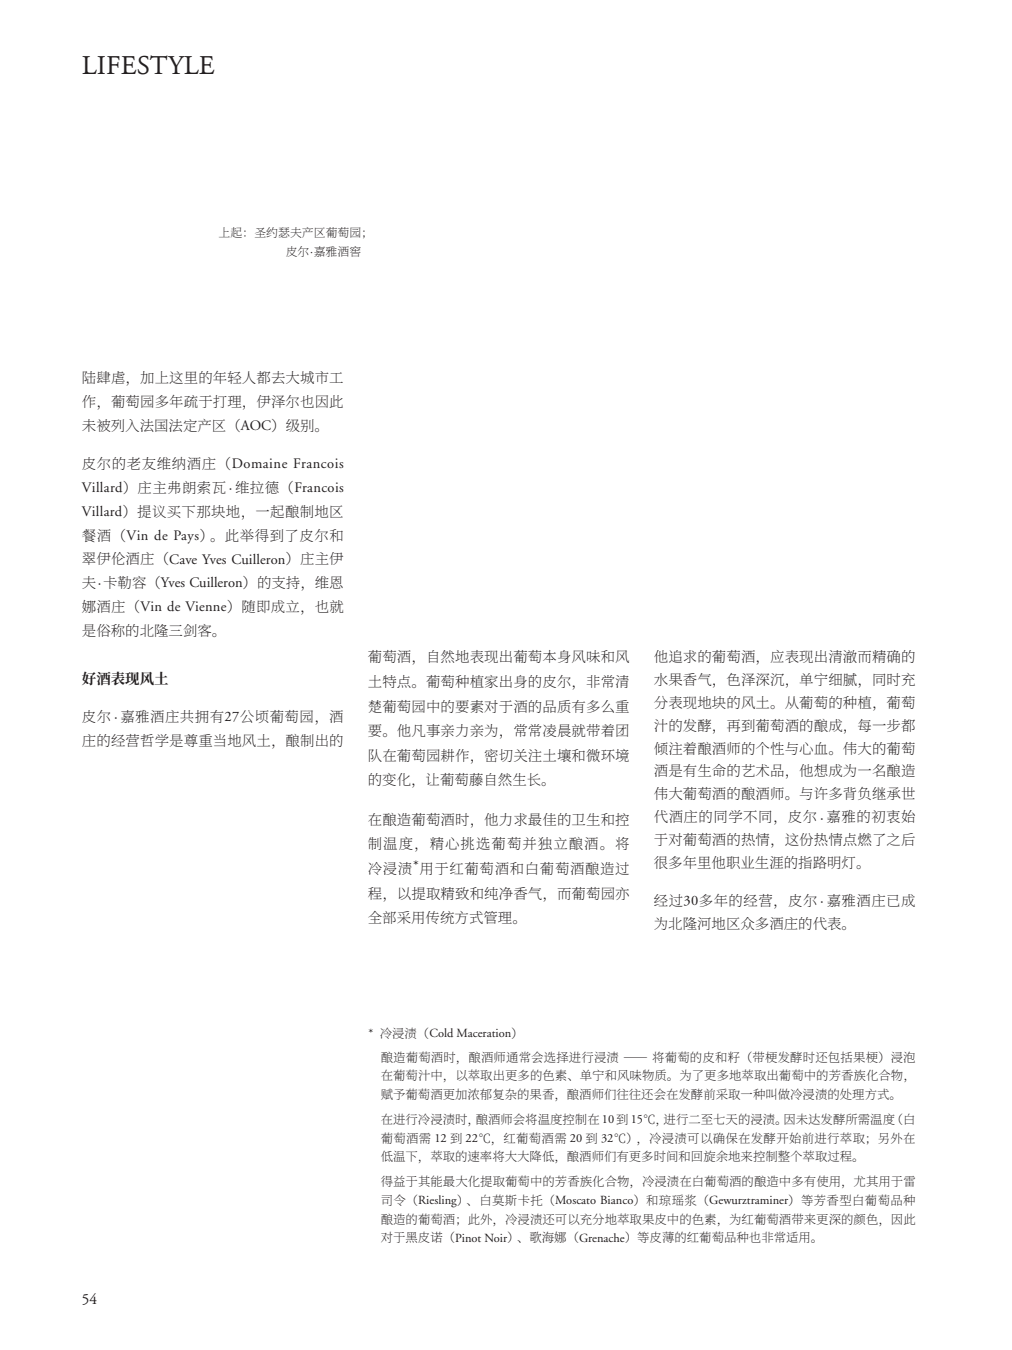 LIFESTYLE
上起：圣约瑟夫产区葡萄园；
皮尔·嘉雅酒窖
陆肆虐，加上这里的年轻人都去大城市工
作，葡萄园多年疏于打理，伊泽尔也因此
未被列入法国法定产区（AOC）级别。
皮尔的老友维纳酒庄（Domaine Francois
Villard）庄主弗朗索瓦·维拉德（Francois
Villard）提议买下那块地，一起酿制地区
餐酒（Vin de Pays）。此举得到了皮尔和
翠伊伦酒庄（Cave Yves Cuilleron）庄主伊
夫·卡勒容（Yves Cuilleron）的支持，维恩
娜酒庄（Vin de Vienne）随即成立，也就
是俗称的北隆三剑客。
好酒表现风土
皮尔·嘉雅酒庄共拥有27公顷葡萄园，酒
庄的经营哲学是尊重当地风土，酿制出的
葡萄酒，自然地表现出葡萄本身风味和风
土特点。葡萄种植家出身的皮尔，非常清
楚葡萄园中的要素对于酒的品质有多么重
要。他凡事亲力亲为，常常凌晨就带着团
队在葡萄园耕作，密切关注土壤和微环境
的变化，让葡萄藤自然生长。
在酿造葡萄酒时，他力求最佳的卫生和控
制温度，精心挑选葡萄并独立酿酒。将
冷浸渍*用于红葡萄酒和白葡萄酒酿造过
程，以提取精致和纯净香气，而葡萄园亦
全部采用传统方式管理。
他追求的葡萄酒，应表现出清澈而精确的
水果香气，色泽深沉，单宁细腻，同时充
分表现地块的风土。从葡萄的种植，葡萄
汁的发酵，再到葡萄酒的酿成，每一步都
倾注着酿酒师的个性与心血。伟大的葡萄
酒是有生命的艺术品，他想成为一名酿造
伟大葡萄酒的酿酒师。与许多背负继承世
代酒庄的同学不同，皮尔·嘉雅的初衷始
于对葡萄酒的热情，这份热情点燃了之后
很多年里他职业生涯的指路明灯。
经过30多年的经营，皮尔·嘉雅酒庄已成
为北隆河地区众多酒庄的代表。
* 冷浸渍（Cold Maceration）
酿造葡萄酒时，酿酒师通常会选择进行浸渍 —— 将葡萄的皮和籽（带梗发酵时还包括果梗）浸泡
在葡萄汁中，以萃取出更多的色素、单宁和风味物质。为了更多地萃取出葡萄中的芳香族化合物，
赋予葡萄酒更加浓郁复杂的果香，酿酒师们往往还会在发酵前采取一种叫做冷浸渍的处理方式。
在进行冷浸渍时，酿酒师会将温度控制在 10 到 15℃，进行二至七天的浸渍。因未达发酵所需温度（白
葡萄酒需 12 到 22℃，红葡萄酒需 20 到 32℃），冷浸渍可以确保在发酵开始前进行萃取；另外在
低温下，萃取的速率将大大降低，酿酒师们有更多时间和回旋余地来控制整个萃取过程。
得益于其能最大化提取葡萄中的芳香族化合物，冷浸渍在白葡萄酒的酿造中多有使用，尤其用于雷
司令（Riesling）、白莫斯卡托（Moscato Bianco）和琼瑶浆（Gewurztraminer）等芳香型白葡萄品种
酿造的葡萄酒；此外，冷浸渍还可以充分地萃取果皮中的色素，为红葡萄酒带来更深的颜色，因此
对于黑皮诺（Pinot Noir）、歌海娜（Grenache）等皮薄的红葡萄品种也非常适用。
54